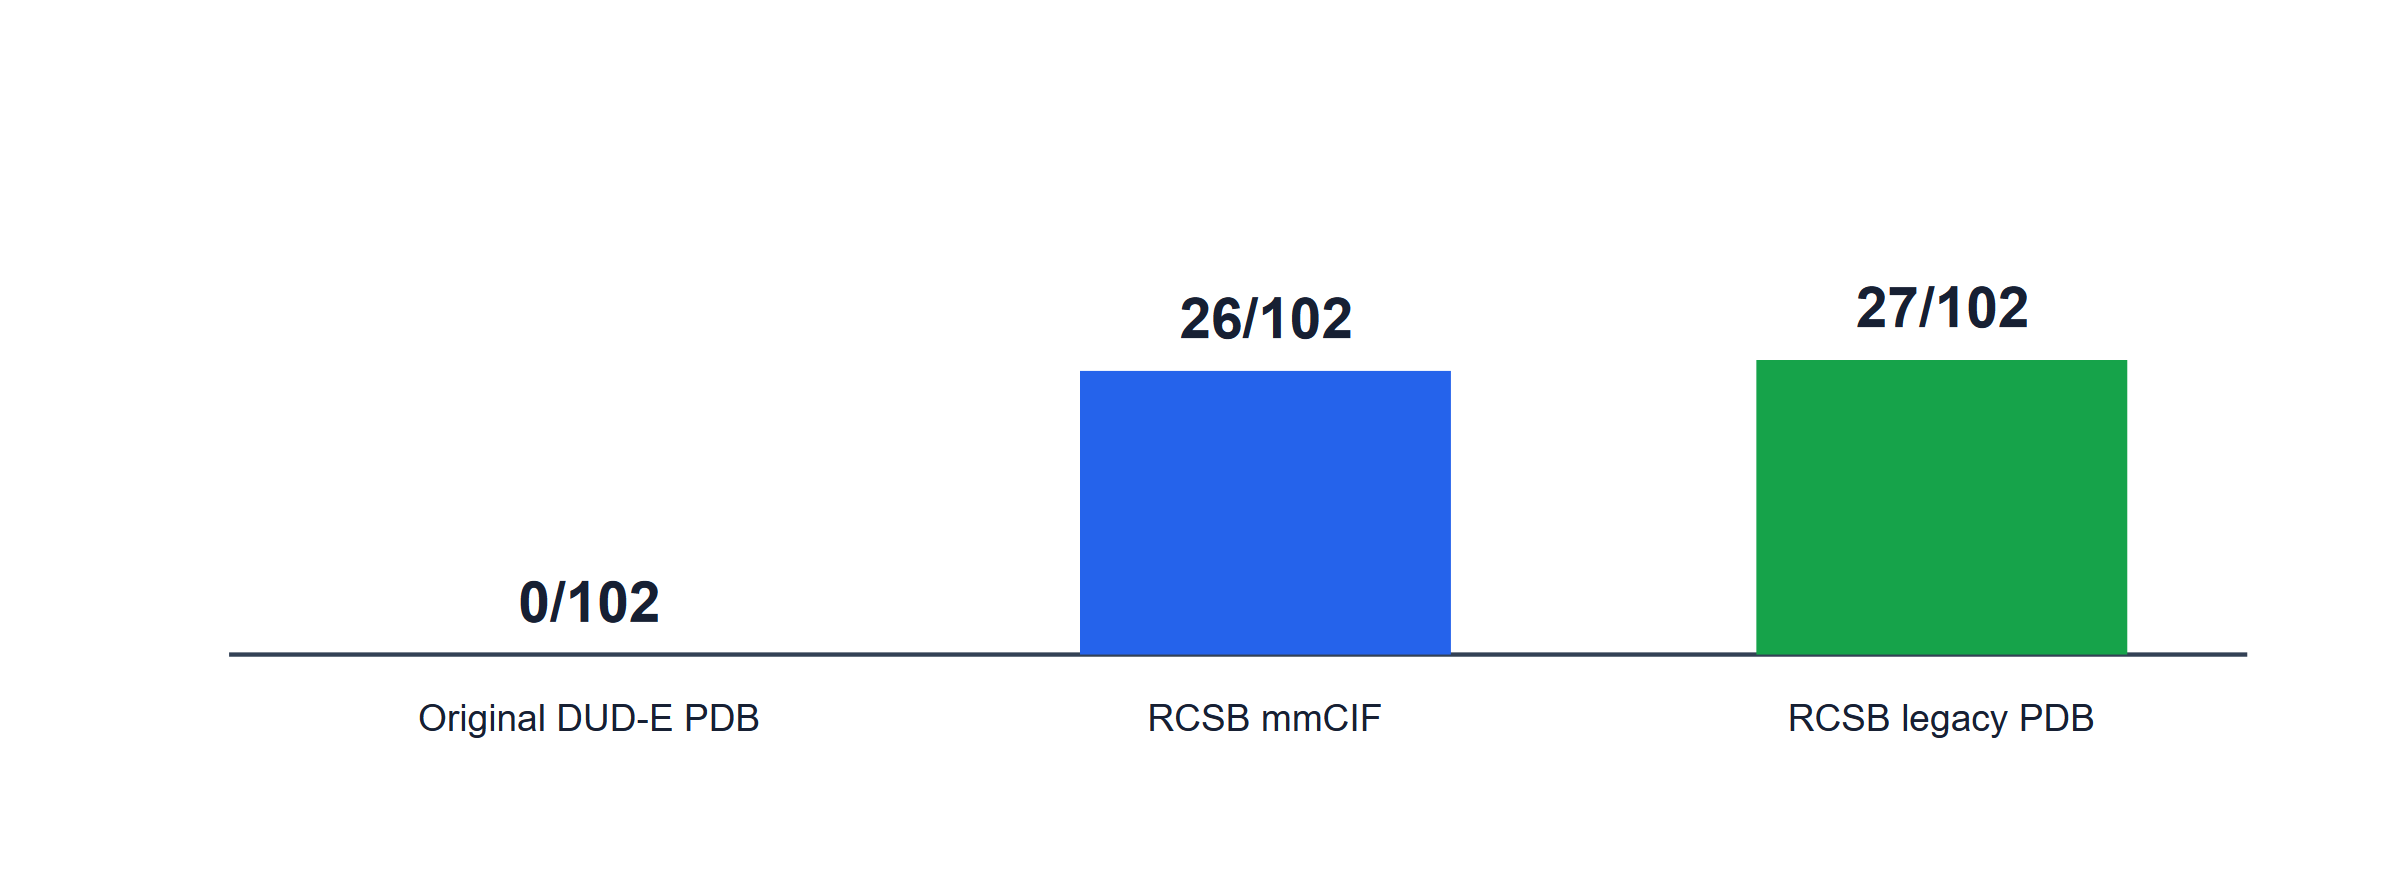 0/102
26/102
27/102
Original DUD-E PDB
RCSB mmCIF
RCSB legacy PDB